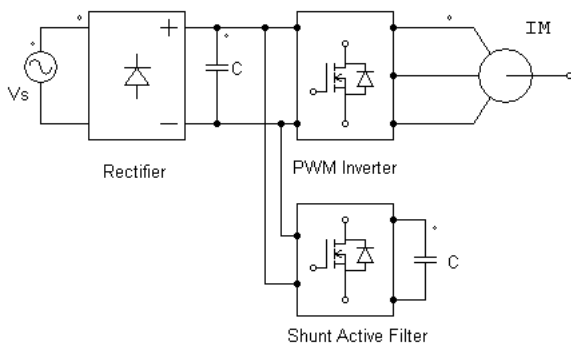 IM
+
C
Vs
−
Rectifier
PWM Inverter
C
Shunt Active Filter